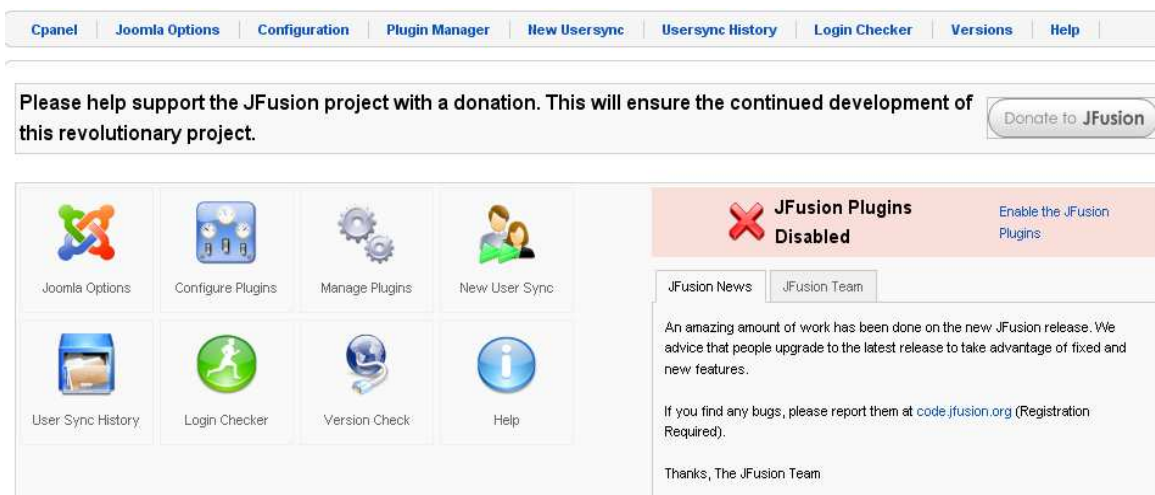 Cpanel Joomla Options Configuration Plugin Manager New Usersync Usersync History Login Checker Versions Help
Please help support the JFusion project with a donation. This will ensure the continued development of
this revolutionary project.
Donate to JFusion
Joomla Options Configure Plugins Manage Plugins New User Sync
User Sync History Login Checker Version Check Help
JFusion Plugins
Disabled
Enable the JFusion
Plugins
JFusion News JFusion Team
An amazing amount of work has been done on the new JFusion release. We
advice that people upgrade to the latest release to take advantage of fixed and
new features.
If you find any bugs, please report them at code.jfusion.org (Registration
Required).
Thanks, The JFusion Team